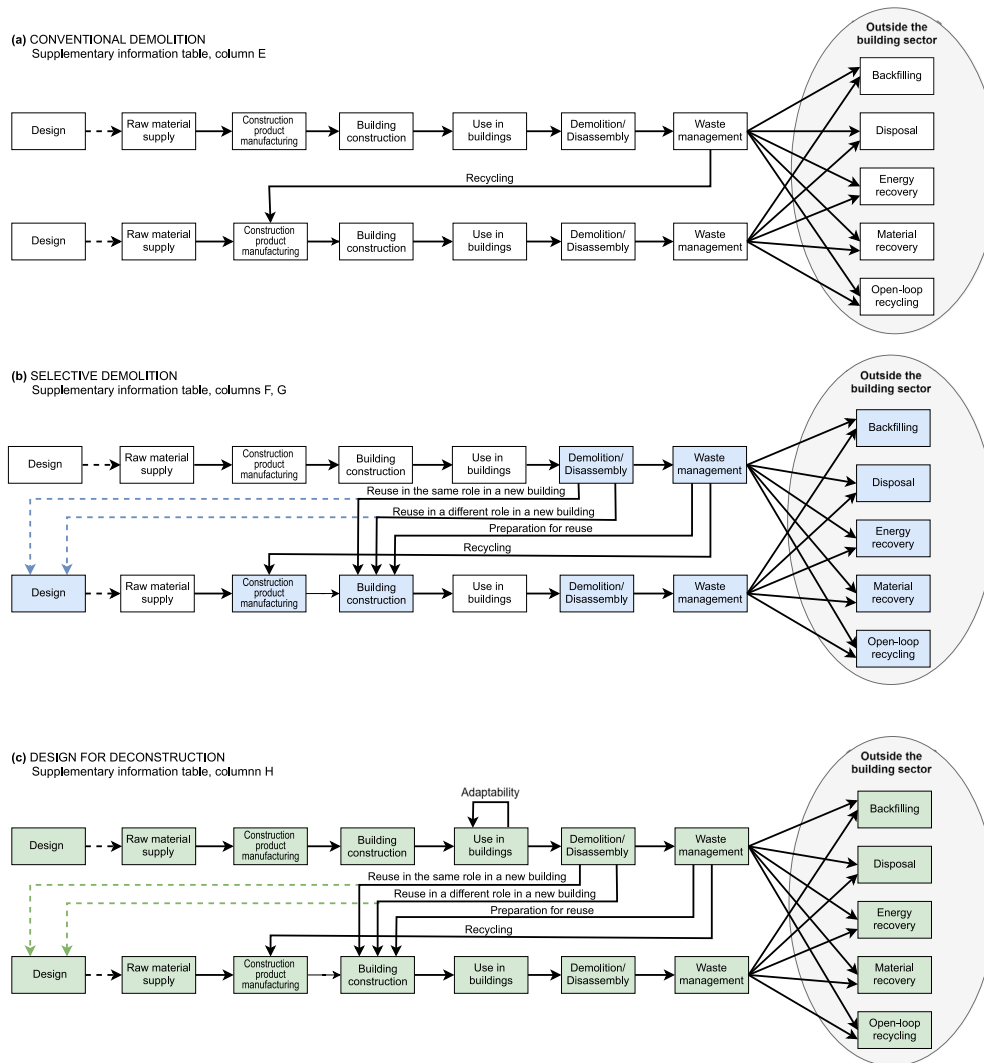 (a) CONVENTIONAL DEMOLITION
Supplementary information table, column E
Outside the
building sector
Backfilling
Disposal
Energy
recovery
Material
recovery
Open-loop
recycling
Design
Raw material
supply
Construction
product
manufacturing
Building
construction
Use in
buildings
Demolition/
Disassembly
Waste
management
Recycling
Design
Raw material
supply
Construction
product
manufacturing
Building
construction
Use in
buildings
Demolition/
Disassembly
Waste
management
(b) SELECTIVE DEMOLITION
Supplementary information table, columns F, G
Outside the
building sector
Backfilling
Disposal
Energy
recovery
Material
recovery
Open-loop
recycling
Design
Raw material
supply
Construction
product
manufacturing
Building
construction
Use in
buildings
Demolition/
Disassembly
Waste
management
Reuse in the same role in a new building
Reuse in a different role in a new building
Preparation for reuse
Recycling
Design
Raw material
supply
Construction
product
manufacturing
Building
construction
Use in
buildings
Demolition/
Disassembly
Waste
management
(c) DESIGN FOR DECONSTRUCTION
Supplementary information table, columnn H
Outside the
building sector
Backfilling
Disposal
Energy
recovery
Material
recovery
Open-loop
recycling
Adaptability
Design
Raw material
supply
Construction
product
manufacturing
Building
construction
Use in
buildings
Demolition/
Disassembly
Waste
management
Reuse in the same role in a new building
Reuse in a different role in a new building
Preparation for reuse
Recycling
Design
Raw material
supply
Construction
product
manufacturing
Building
construction
Use in
buildings
Demolition/
Disassembly
Waste
management